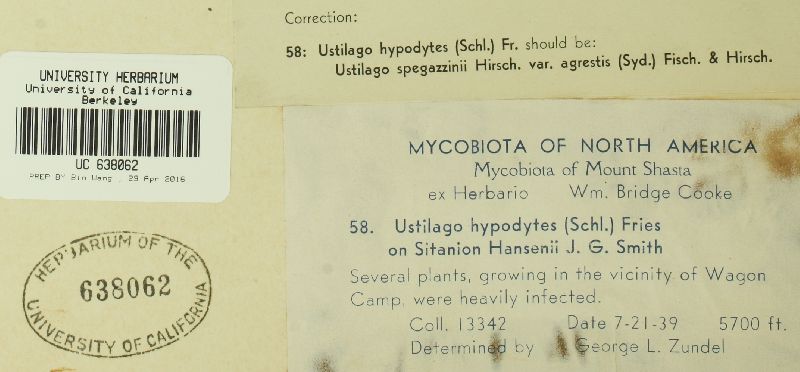 Correction:
58: Ustilago hypodytes (Schl.) Fr. should be:
Ustilago spegazzinii Hirsch. var. agrestis (Syd.) Fisch. & Hirsch.
UNIVERSITY HERBARIUM
University of California
Berkeley
UC 638062
PREP BY Bin Wang , 29 Apr 2016
HERBARIUM OF THE
638062
UNIVERSITY OF CALIFORNIA
MYCOBIOTA OF NORTH AMERICA
Mycobiota of Mount Shasta
ex Herbario Wm. Bridge Cooke
58. Ustilago hypodytes (Schl.) Fries
on Sitanion Hansenii J. G. Smith
Several plants, growing in the vicinity of Wagon
Camp, were heavily infected.
Coll. 13342 Date 7-21-39 5700 ft.
Determined by George L. Zundel